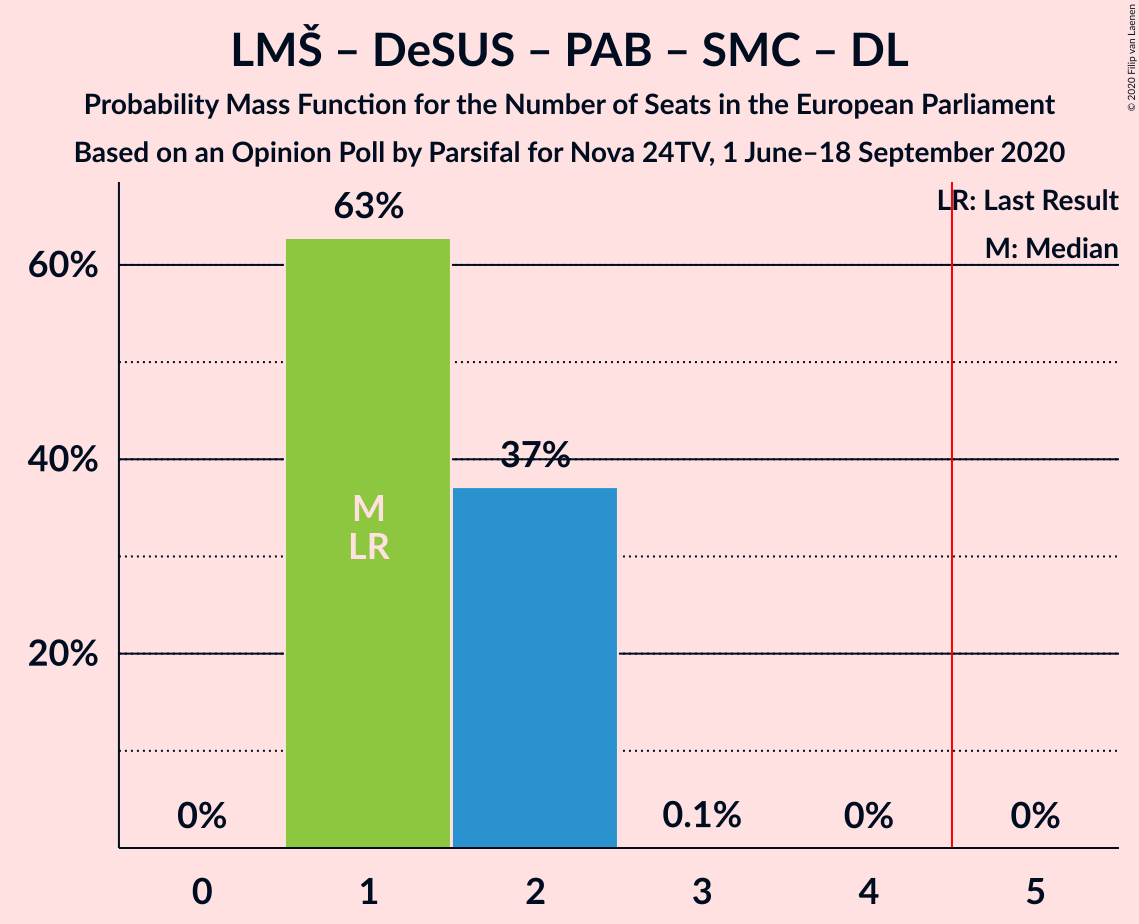 LMŠ – DeSUS – PAB – SMC – DL
Probability Mass Function for the Number of Seats in the European Parliament
Based on an Opinion Poll by Parsifal for Nova 24TV, 1 June–18 September 2020
© 2020 Filip van Laenen
LR: Last Result
M: Median
63%
60%
40%
37%
20%
M
LR
0%
0.1%
0%
0%
0
1
2
3
4
5